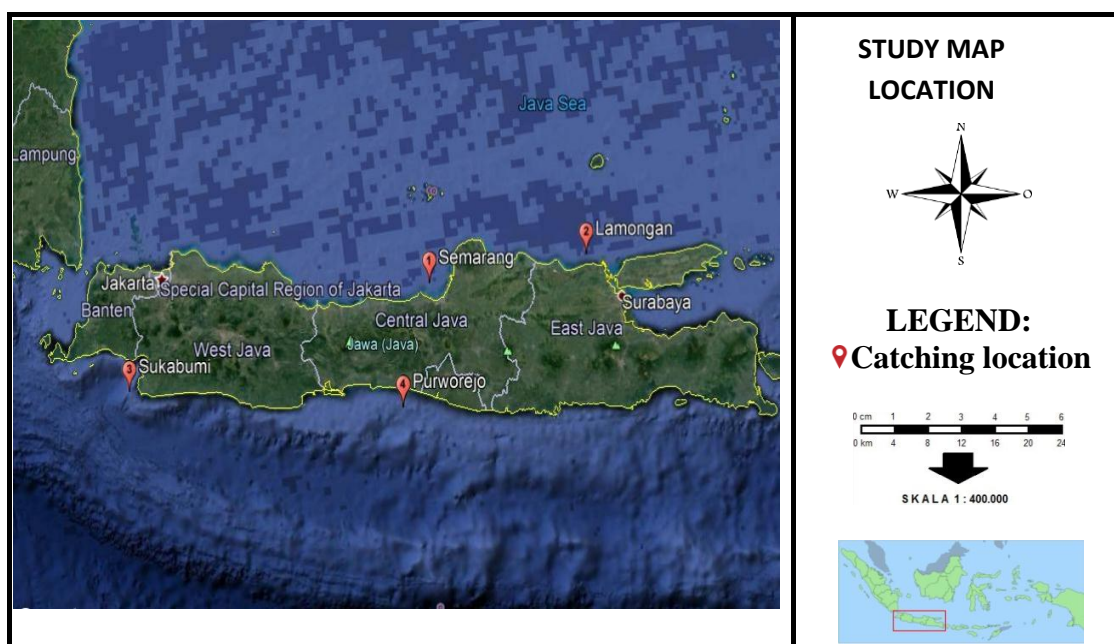 Java Sea
Lampung
2
Lamongan
1
Semarang
Jakarta
Special Capital Region of Jakarta
Banten
Surabaya
Central Java
East Java
West Java
Jawa (Java)
3
Sukabumi
4
Purworejo
STUDY MAP
LOCATION
N
W O
S
LEGEND:
Catching location
0 cm 1 2 3 4 5 6
0 km 4 8 12 16 20 24
SKALA 1 : 400.000